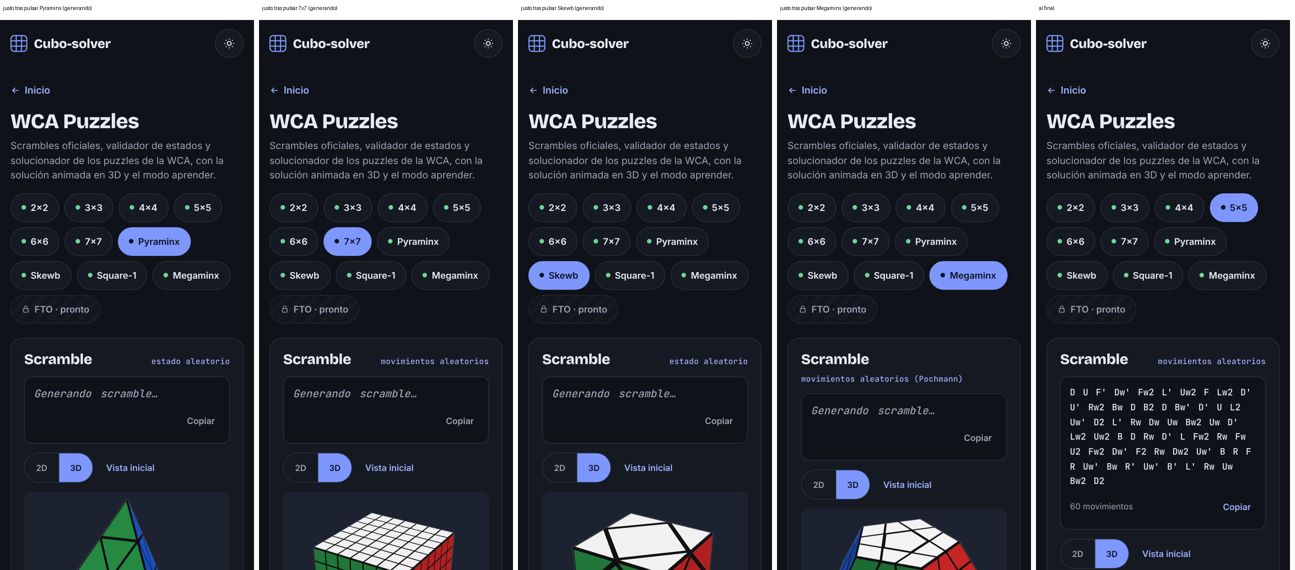 justo tras pulsar Pyraminx (generando)
Cubo-solver
← Inicio
WCA Puzzles
Scrambles oficiales, validador de estados y
solucionador de los puzzles de la WCA, con la
solución animada en 3D y el modo aprender.
2×2 3×3 4×4 5×5
6×6 7×7 Pyraminx
Skewb Square-1 Megaminx
FTO · pronto
Scramble estado aleatorio
Generando scramble…
Copiar
2D 3D Vista inicial
justo tras pulsar 7x7 (generando)
Cubo-solver
← Inicio
WCA Puzzles
Scrambles oficiales, validador de estados y
solucionador de los puzzles de la WCA, con la
solución animada en 3D y el modo aprender.
2×2 3×3 4×4 5×5
6×6 7×7 Pyraminx
Skewb Square-1 Megaminx
FTO · pronto
Scramble movimientos aleatorios
Generando scramble…
Copiar
2D 3D Vista inicial
justo tras pulsar Skewb (generando)
Cubo-solver
← Inicio
WCA Puzzles
Scrambles oficiales, validador de estados y
solucionador de los puzzles de la WCA, con la
solución animada en 3D y el modo aprender.
2×2 3×3 4×4 5×5
6×6 7×7 Pyraminx
Skewb Square-1 Megaminx
FTO · pronto
Scramble estado aleatorio
Generando scramble…
Copiar
2D 3D Vista inicial
justo tras pulsar Megaminx (generando)
Cubo-solver
← Inicio
WCA Puzzles
Scrambles oficiales, validador de estados y
solucionador de los puzzles de la WCA, con la
solución animada en 3D y el modo aprender.
2×2 3×3 4×4 5×5
6×6 7×7 Pyraminx
Skewb Square-1 Megaminx
FTO · pronto
Scramble
movimientos aleatorios (Pochmann)
Generando scramble…
Copiar
2D 3D Vista inicial
al final
Cubo-solver
← Inicio
WCA Puzzles
Scrambles oficiales, validador de estados y
solucionador de los puzzles de la WCA, con la
solución animada en 3D y el modo aprender.
2×2 3×3 4×4 5×5
6×6 7×7 Pyraminx
Skewb Square-1 Megaminx
FTO · pronto
Scramble movimientos aleatorios
D U F' Dw' Fw2 L' Uw2 F Lw2 D'
U' Rw2 Bw D B2 D Bw' D' U L2
Uw' D2 L' Rw Dw Uw Bw2 Uw D'
Lw2 Uw2 B D Rw D' L Fw2 Rw Fw
U2 Fw2 Dw' F2 Rw Dw2 Uw' B R F
R Uw' Bw R' Uw' B' L' Rw Uw
Bw2 D2
60 movimientos Copiar
2D 3D Vista inicial